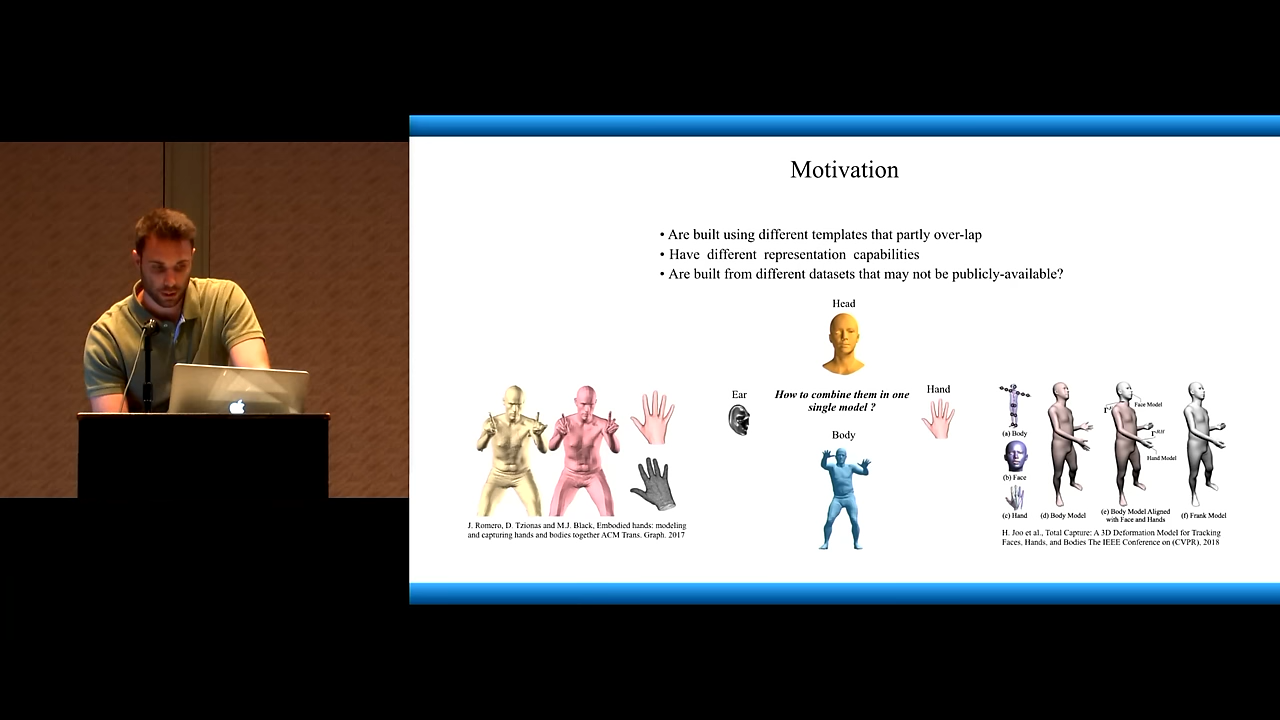 Motivation
• Are built using different templates that partly over-lap
• Have different representation capabilities
• Are built from different datasets that may not be publicly-available?
Head
Ear
How to combine them in one
single model ?
Hand
Body
J. Romero, D. Tzionas and M.J. Black, Embodied hands: modeling
and capturing hands and bodies together ACM Trans. Graph. 2017
(a) Body
(b) Face
(c) Hand
(d) Body Model
Face Model
Hand Model
(e) Body Model Aligned
with Face and Hands
(f) Frank Model
H. Joo et al., Total Capture: A 3D Deformation Model for Tracking
Faces, Hands, and Bodies The IEEE Conference on (CVPR), 2018